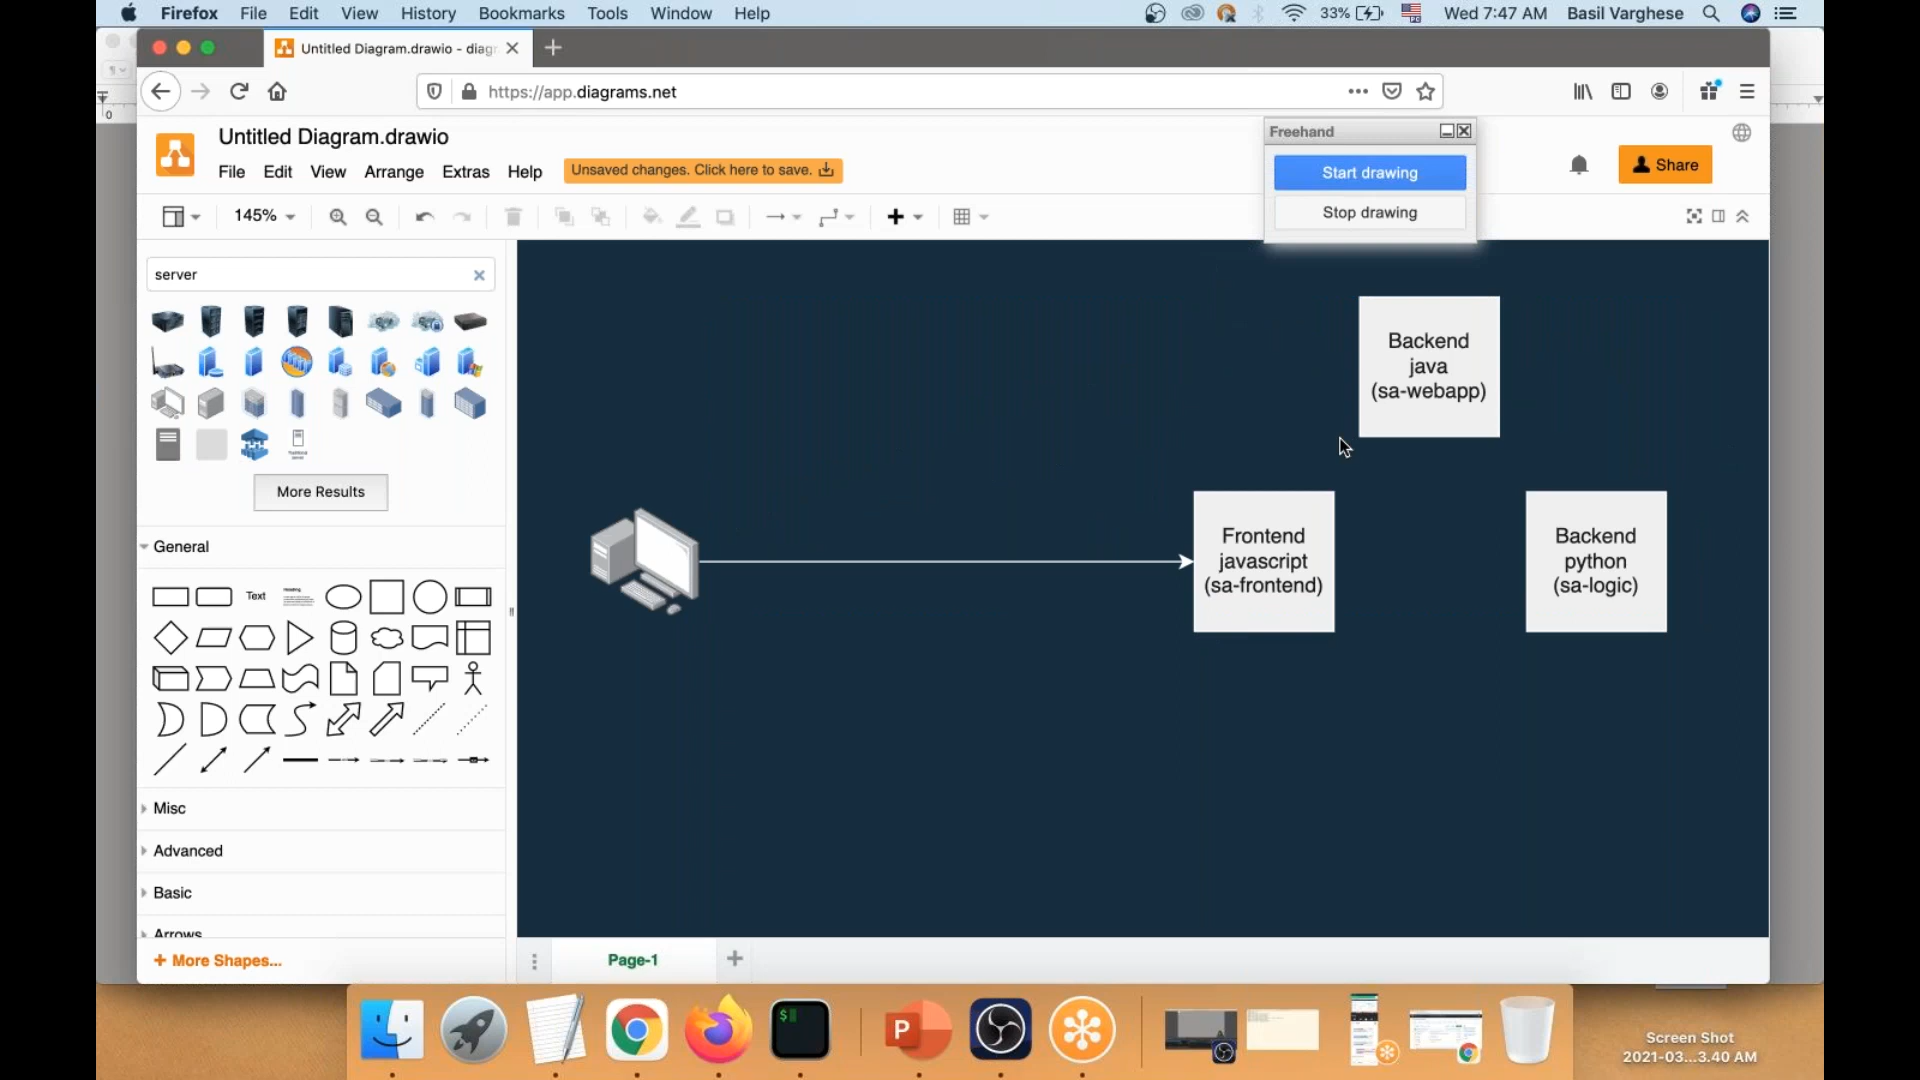 Firefox File Edit View History Bookmarks Tools Window Help 33% Wed 7:47 AM Basil Varghese
Untitled Diagram.drawio - diag
https://app.diagrams.net
Untitled Diagram.drawio
File Edit View Arrange Extras Help Unsaved changes. Click here to save.
Freehand
Start drawing
Stop drawing
Share
145%
server
More Results
General
Text
Heading
Misc
Advanced
Basic
Arrows
+ More Shapes...
Backend
java
(sa-webapp)
Frontend
javascript
(sa-frontend)
Backend
python
(sa-logic)
Page-1
0
$
P
Screen Shot
2021-03...3.40 AM